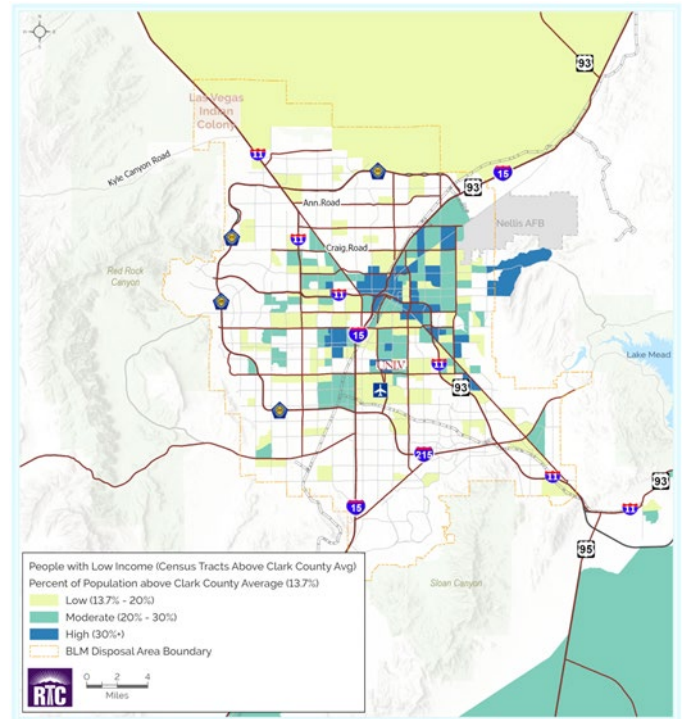 93
Las Vegas
Indian
Colony
Kyle Canyon Road
11
15
93
Ann Road
Nellis AFB
11
Craig Road
Red Rock
Canyon
11
15
Lake Mead
UNLV
11
93
215
11
93
15
11
95
Sloan Canyon
People with Low Income (Census Tracts Above Clark County Avg)
Percent of Population above Clark County Average (13.7%)
Low (13.7% - 20%)
Moderate (20% - 30%)
High (30%+)
BLM Disposal Area Boundary
RTC
0 2 4
Miles